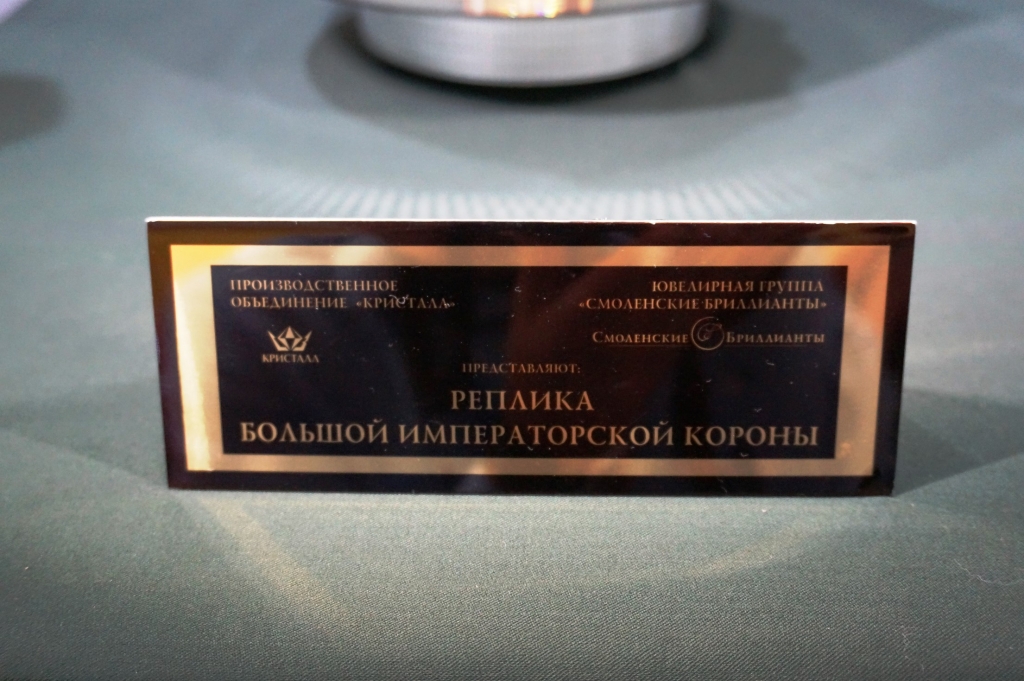 ПРОИЗВОДСТВЕННОЕ
ОБЪЕДИНЕНИЕ «КРИСТАЛЛ»
КРИСТАЛЛ
ЮВЕЛИРНАЯ ГРУППА
«СМОЛЕНСКИЕ БРИЛЛИАНТЫ»
Смоленские Бриллианты
ПРЕДСТАВЛЯЮТ:
РЕПЛИКА
БОЛЬШОЙ ИМПЕРАТОРСКОЙ КОРОНЫ